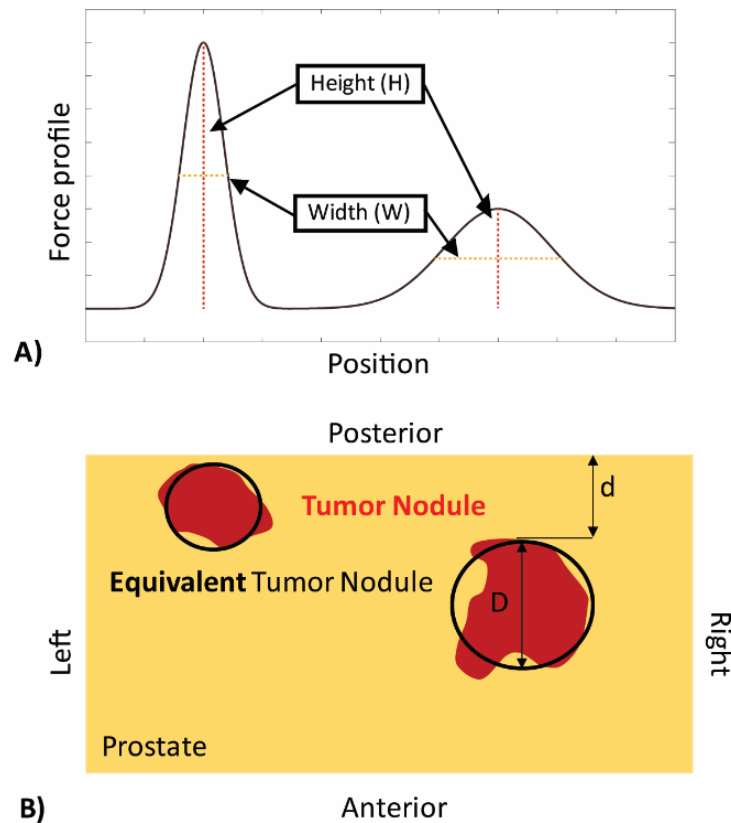 Height (H)
Force profile
Width (W)
A)
Position
Posterior
d
Tumor Nodule
Equivalent Tumor Nodule
D
Left
Right
Prostate
B)
Anterior